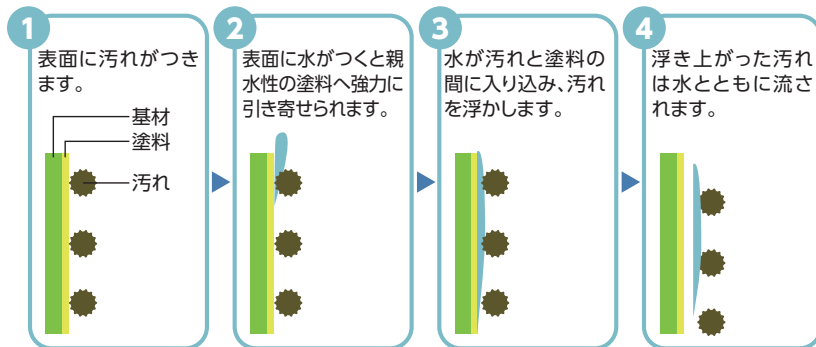 1
表面に汚れがつき
ます。
基材
塗料
汚れ
2
表面に水がつくと親
水性の塗料へ強力に
引き寄せられます。
3
水が汚れと塗料の
間に入り込み、汚れ
を浮かします。
4
浮き上がった汚れ
は水とともに流さ
れます。